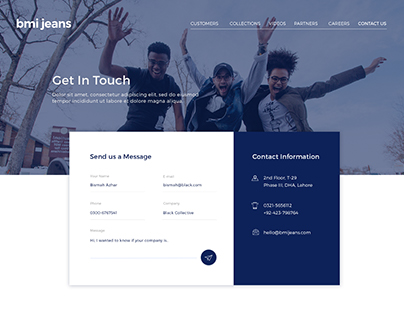 bmi jeans
CUSTOMERS COLLECTIONS VIDEOS PARTNERS CAREERS CONTACT US
Get In Touch
Dolor sit amet, consectetur adipiscing elit, sed do eiusmod
tempor incididunt ut labore et dolore magna aliqua.
Send us a Message
Your Name E-mail
Bismah Azhar bismah@black.com
Phone Company
0300 6767541 Black Collective
Message
Hi, I wanted to know if your company is.
Contact Information
2nd Floor, T-29
Phase III, DHA, Lahore
0321-5656112
+92-423-799764
hello@bmijeans.com